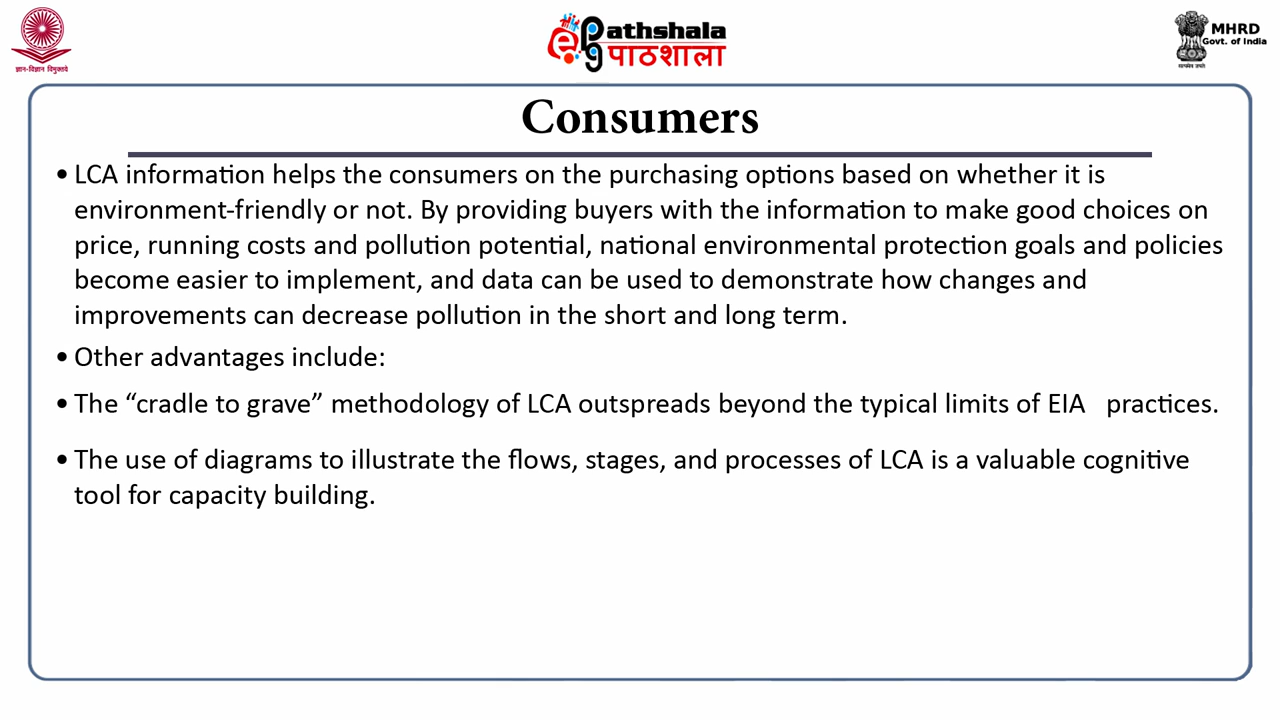 ज्ञान-विज्ञान विमुक्तये
ePG athshala
पाठशाला
MHRD
Govt. of India
सत्यमेव जयते
Consumers
• LCA information helps the consumers on the purchasing options based on whether it is
environment-friendly or not. By providing buyers with the information to make good choices on
price, running costs and pollution potential, national environmental protection goals and policies
become easier to implement, and data can be used to demonstrate how changes and
improvements can decrease pollution in the short and long term.
• Other advantages include:
• The “cradle to grave” methodology of LCA outspreads beyond the typical limits of EIA practices.
• The use of diagrams to illustrate the flows, stages, and processes of LCA is a valuable cognitive
tool for capacity building.